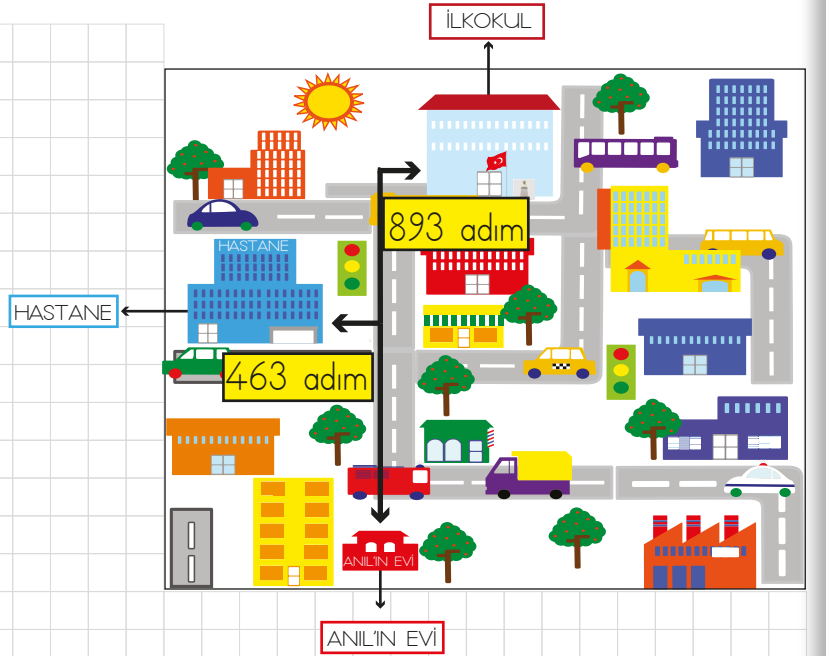 İLKOKUL
893 adım
HASTANE
HASTANE
463 adım
ANIL'IN EVİ
ANIL'IN EVİ